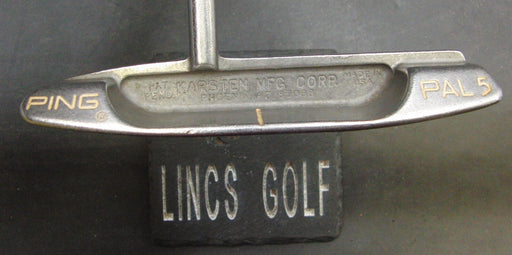 KARSTEN MFG. CORP.
PING
PAL 5
LINCS GOLF